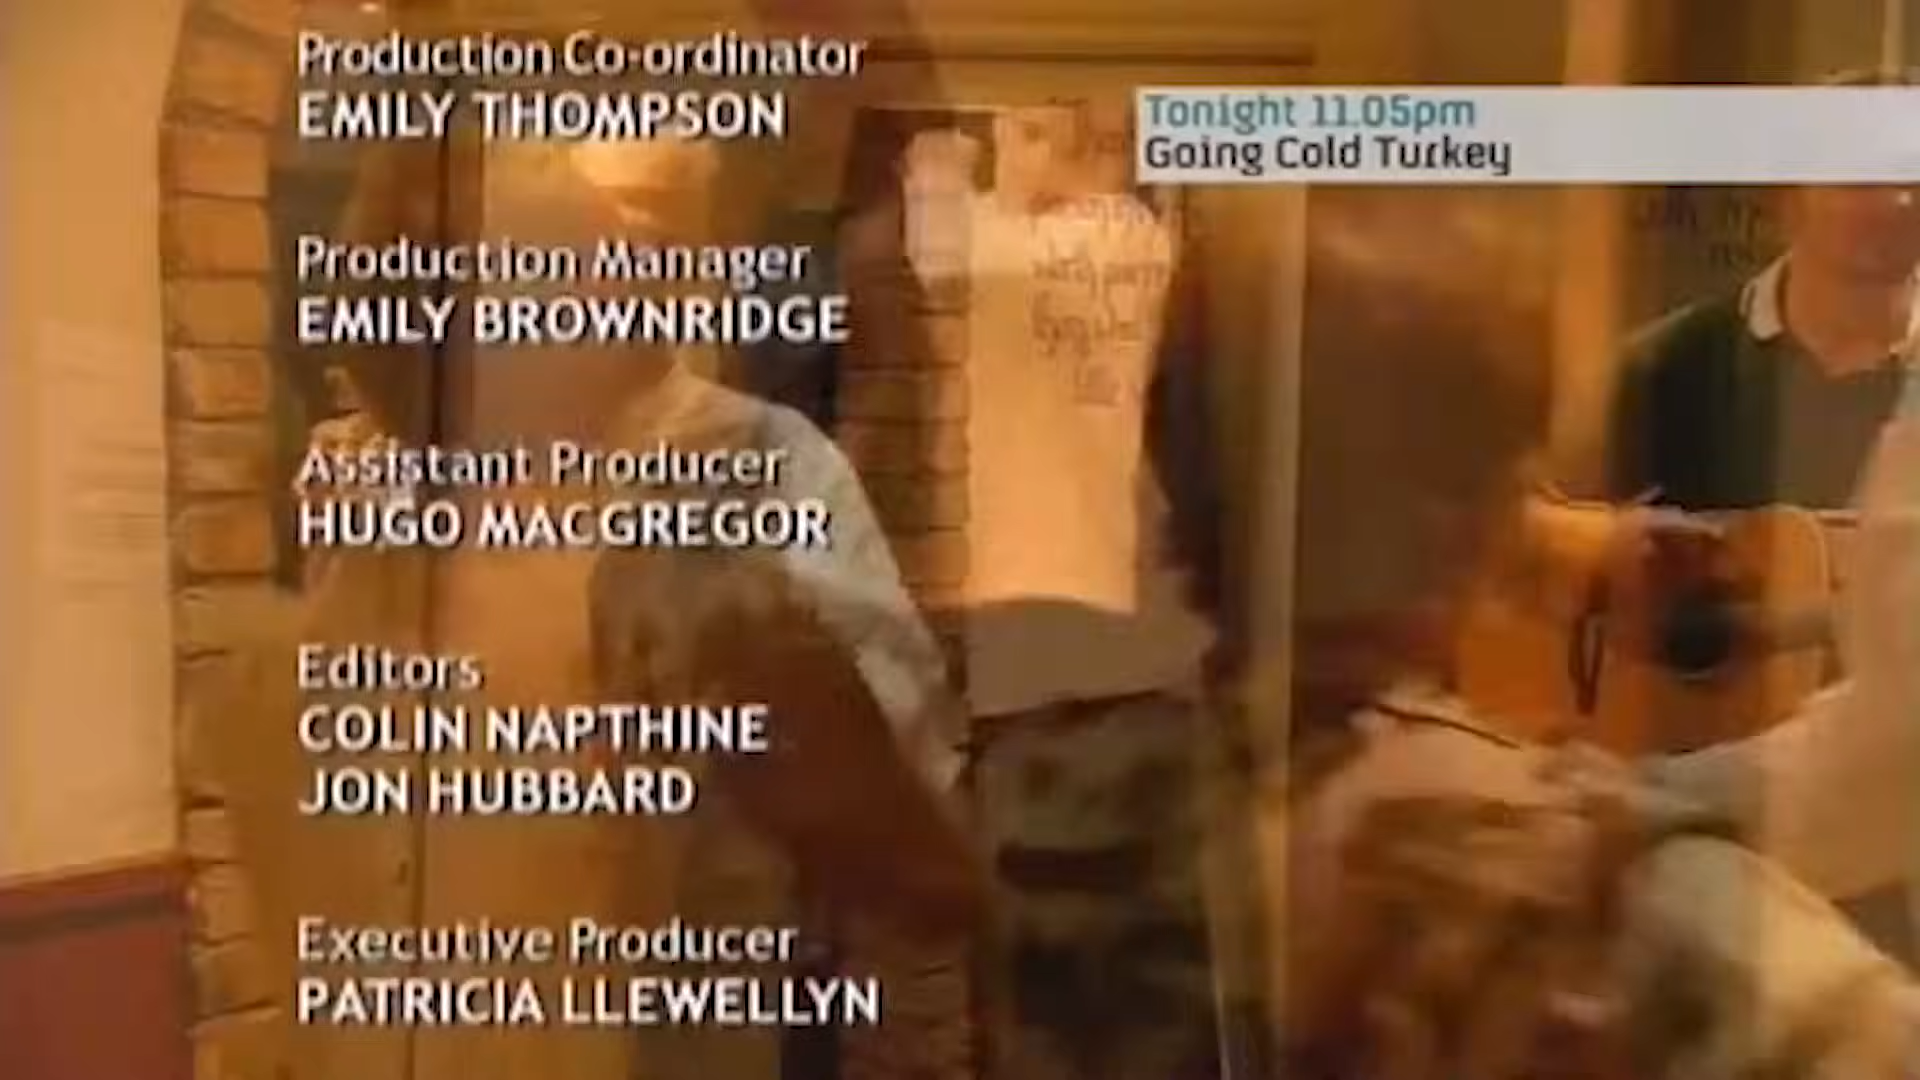 Production Co-ordinator
EMILY THOMPSON
Tonight 11.05pm
Going Cold Turkey
Production Manager
EMILY BROWNRIDGE
Assistant Producer
HUGO MACGREGOR
Editors
COLIN NAPTHINE
JON HUBBARD
Executive Producer
PATRICIA LLEWELLYN